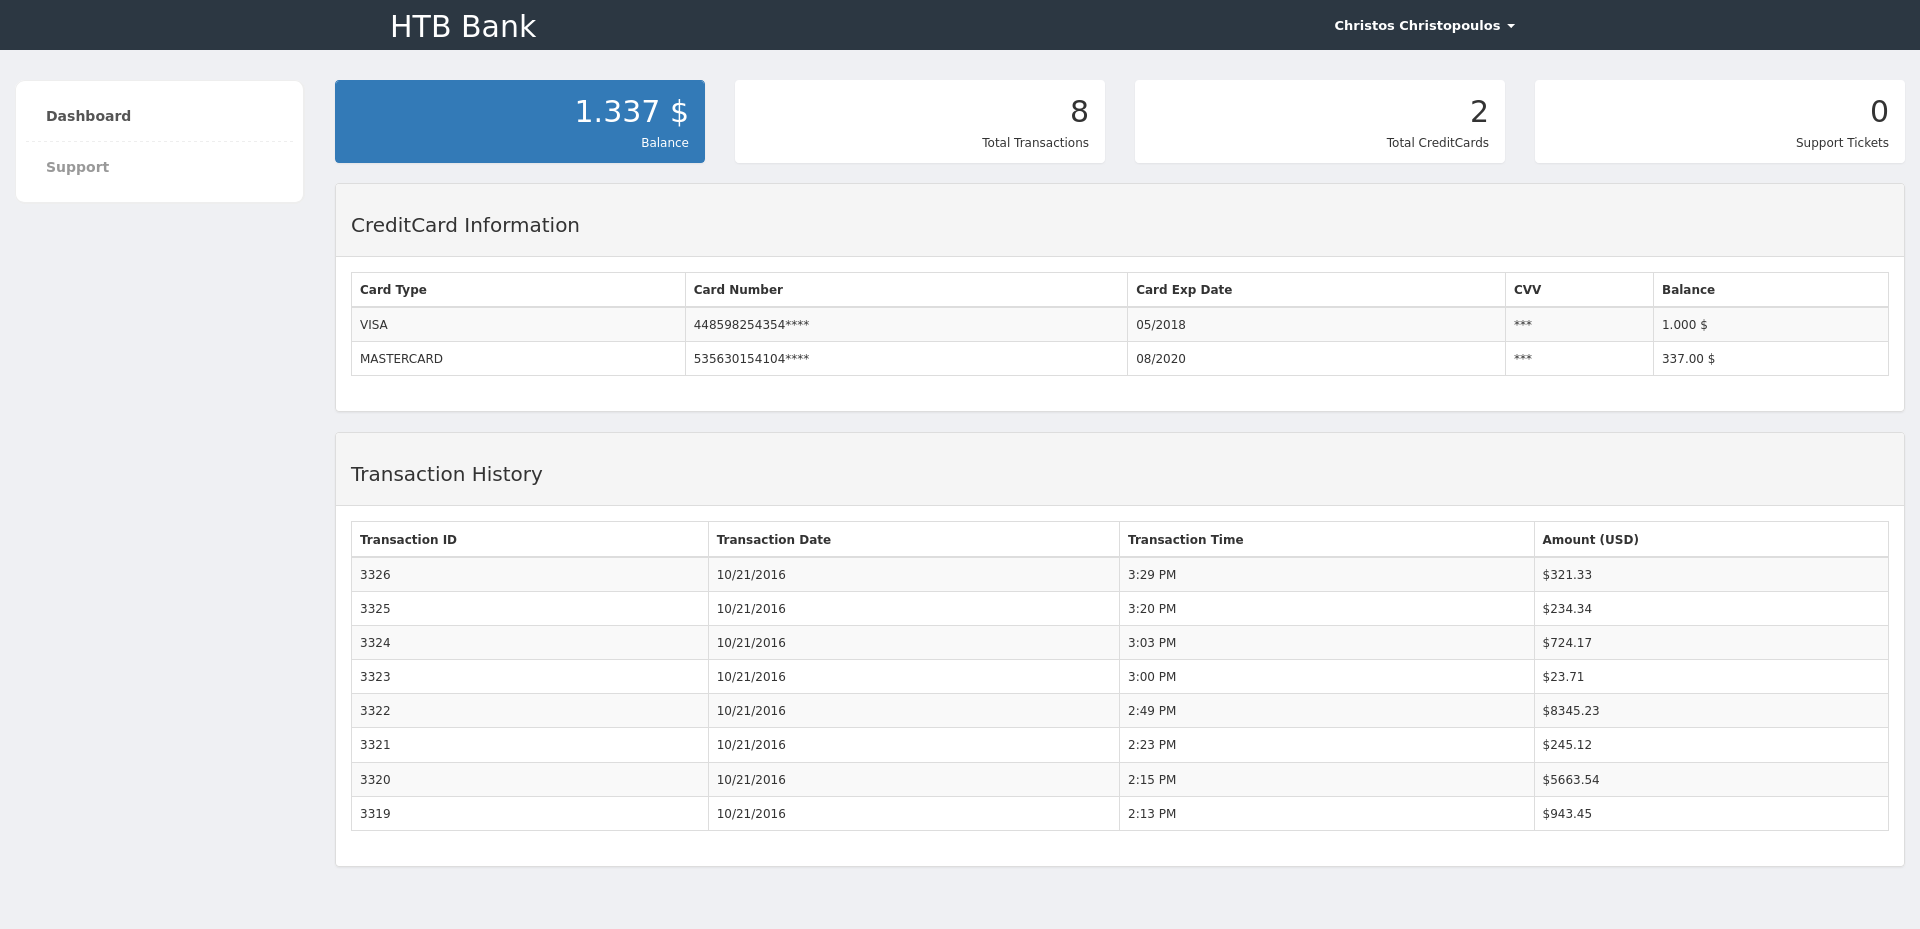 HTB Bank
Christos Christopoulos
Dashboard
Support
1.337 $
Balance
8
Total Transactions
2
Total CreditCards
0
Support Tickets
CreditCard Information
Card Type Card Number Card Exp Date CVV Balance
VISA 448598254354**** 05/2018 *** 1.000 $
MASTERCARD 535630154104**** 08/2020 *** 337.00 $
Transaction History
Transaction ID Transaction Date Transaction Time Amount (USD)
3326 10/21/2016 3:29 PM $321.33
3325 10/21/2016 3:20 PM $234.34
3324 10/21/2016 3:03 PM $724.17
3323 10/21/2016 3:00 PM $23.71
3322 10/21/2016 2:49 PM $8345.23
3321 10/21/2016 2:23 PM $245.12
3320 10/21/2016 2:15 PM $5663.54
3319 10/21/2016 2:13 PM $943.45